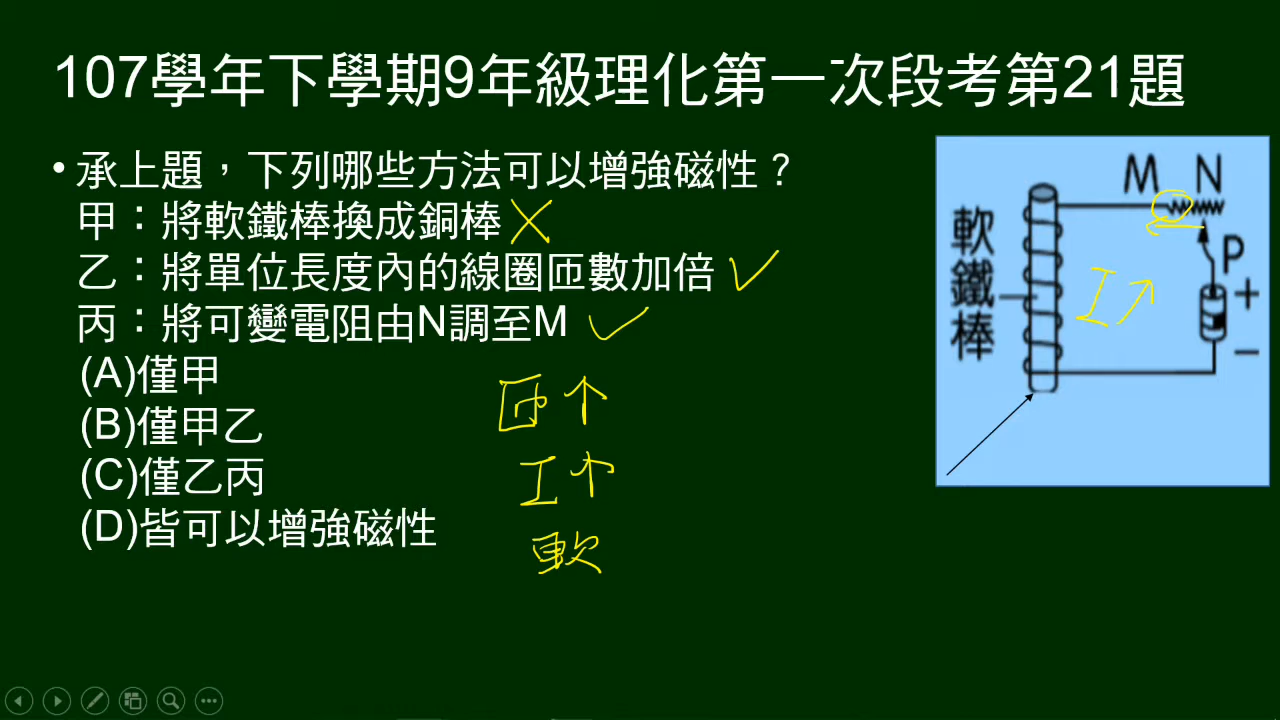 107學年下學期9年級理化第一次段考第21題
• 承上題，下列哪些方法可以增強磁性？
甲：將軟鐵棒換成銅棒
乙：將單位長度內的線圈匝數加倍
丙：將可變電阻由N調至M
(A)僅甲
(B)僅甲乙
(C)僅乙丙
(D)皆可以增強磁性
匝↑
I↑
軟
M N
軟鐵棒
P
I↗
+
−